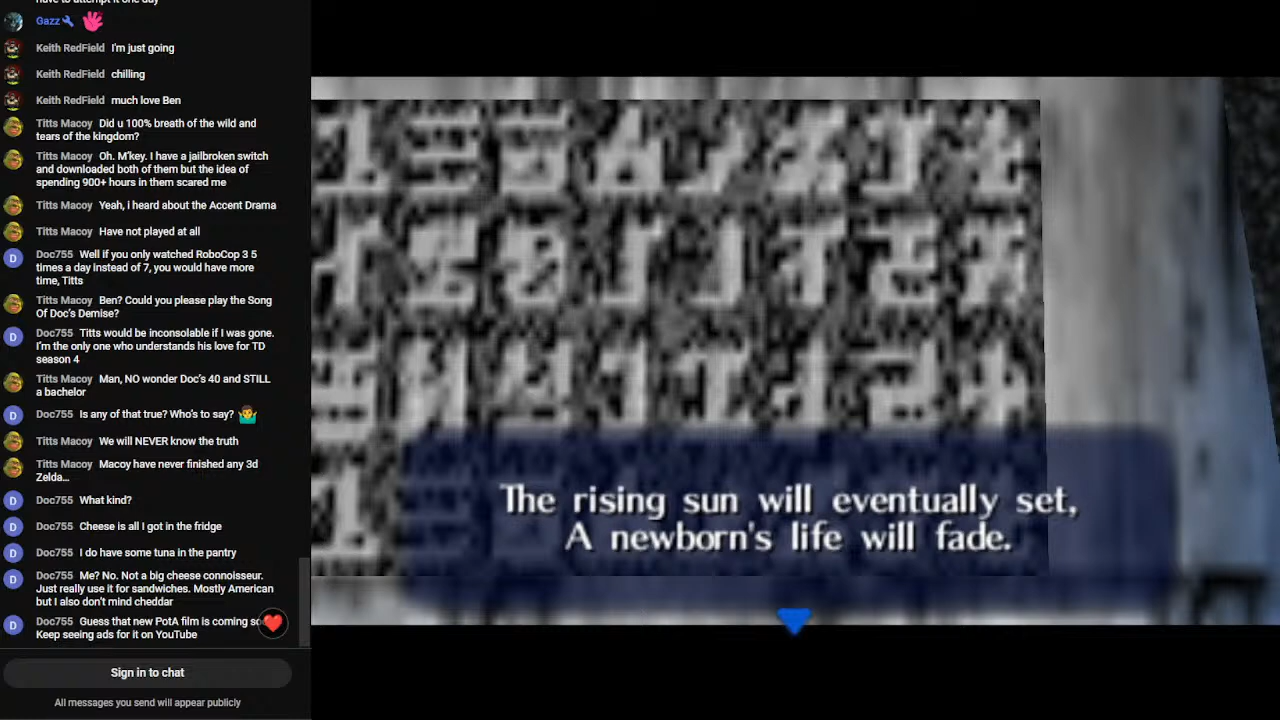 have to attempt it one day
Gazz
Keith RedField I'm just going
Keith RedField chilling
Keith RedField much love Ben
Titts Macoy Did u 100% breath of the wild and
tears of the kingdom?
Titts Macoy Oh. M'key. I have a jailbroken switch
and downloaded both of them but the idea of
spending 900+ hours in them scared me
Titts Macoy Yeah, i heard about the Accent Drama
Titts Macoy Have not played at all
D Doc755 Well if you only watched RoboCop 3 5
times a day instead of 7, you would have more
time, Titts
Titts Macoy Ben? Could you please play the Song
Of Doc's Demise?
D Doc755 Titts would be inconsolable if I was gone.
I'm the only one who understands his love for TD
season 4
Titts Macoy Man, NO wonder Doc's 40 and STILL
a bachelor
D Doc755 Is any of that true? Who's to say? 🤷‍♂️
Titts Macoy We will NEVER know the truth
Titts Macoy Macoy have never finished any 3d
Zelda...
D Doc755 What kind?
D Doc755 Cheese is all I got in the fridge
D Doc755 I do have some tuna in the pantry
D Doc755 Me? No. Not a big cheese connoisseur.
Just really use it for sandwiches. Mostly American
but I also don't mind cheddar
D Doc755 Guess that new PotA film is coming
Keep seeing ads for it on YouTube
Sign in to chat
All messages you send will appear publicly
The rising sun will eventually set,
A newborn's life will fade.